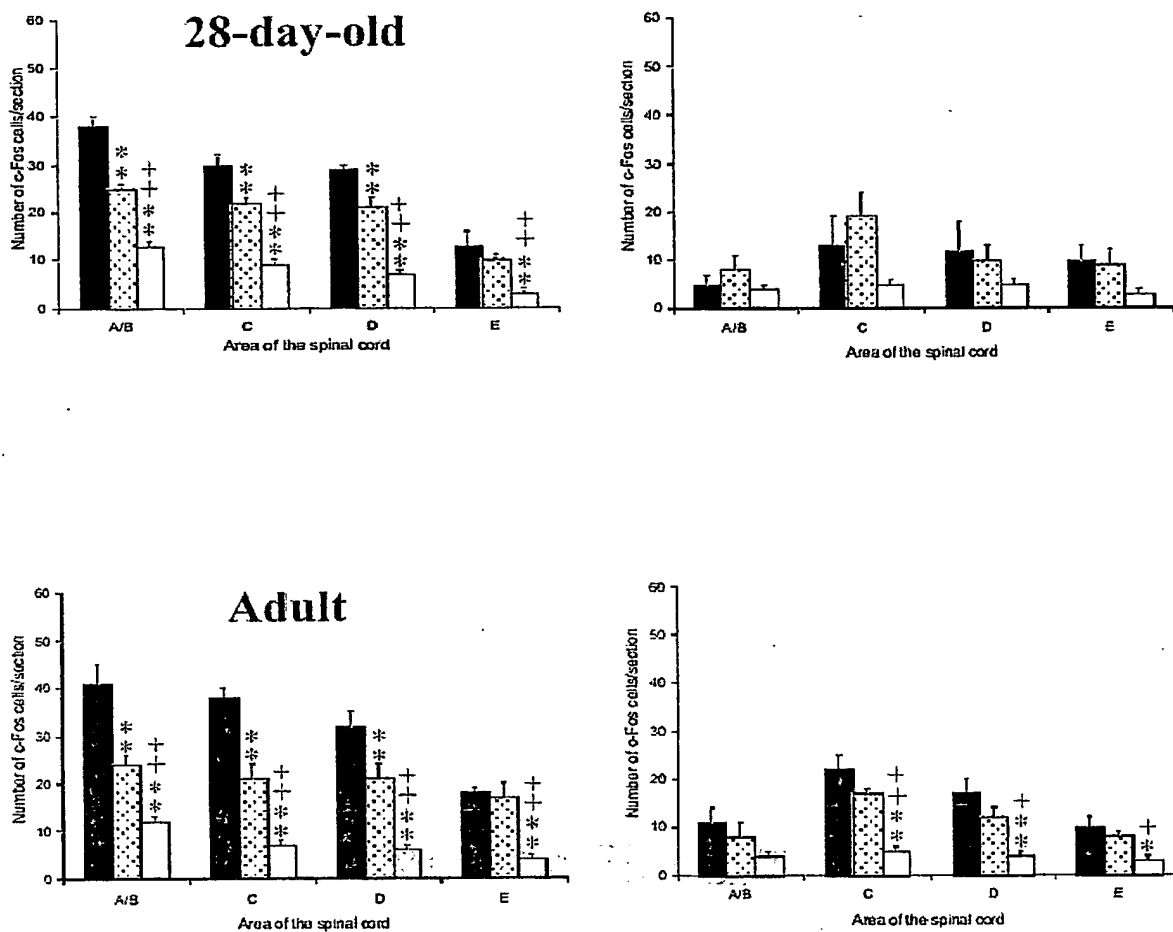 28-day-old
Number of c-Fos cells/section
60
50
40
30
20
10
0
** ++** ** ++** ** ++** ++**
A/B C D E
Area of the spinal cord
Number of c-Fos cells/section
60
50
40
30
20
10
0
A/B C D E
Area of the spinal cord
Adult
Number of c-Fos cells/section
60
50
40
30
20
10
0
** ++** ** ++** ** ++** ++**
A/B C D E
Area of the spinal cord
Number of c-Fos cells/section
60
50
40
30
20
10
0
++** +** +*
A/B C D E
Area of the spinal cord